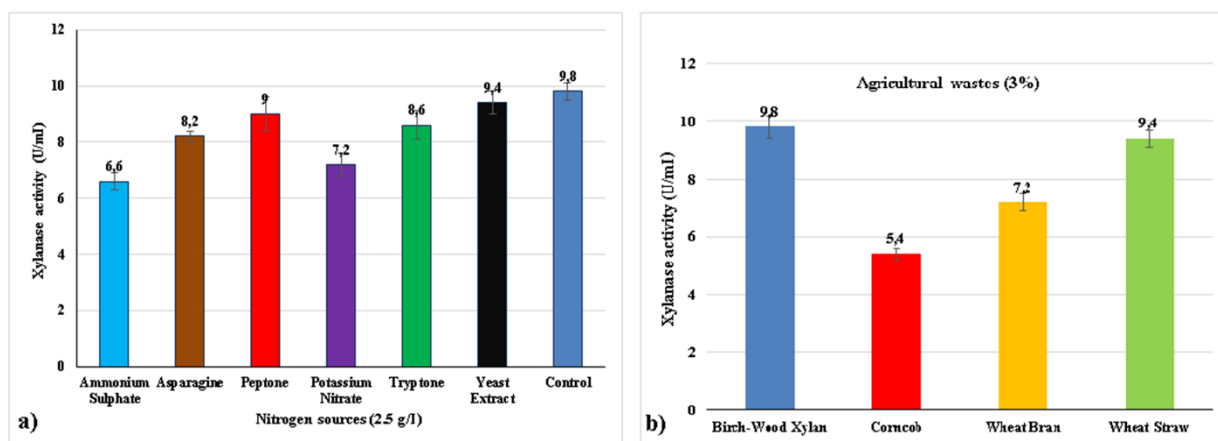 12
10
8
6
4
2
0
Xylanase activity (U/ml)
6,6
8,2
9
7,2
8,6
9,4
9,8
Ammonium Sulphate
Asparagine
Peptone
Potassium Nitrate
Tryptone
Yeast Extract
Control
Nitrogen sources (2.5 g/l)
a)
12
10
8
6
4
2
0
Xylanase activity (U/ml)
Agricultural wastes (3%)
9,8
5,4
7,2
9,4
Birch-Wood Xylan
Corncob
Wheat Bran
Wheat Straw
b)